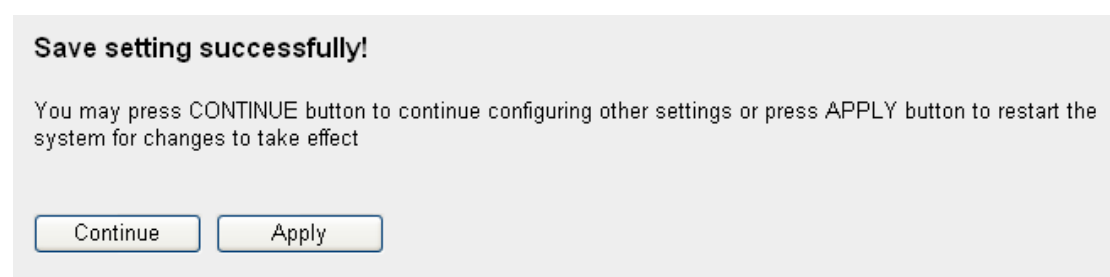 Save setting successfully!
You may press CONTINUE button to continue configuring other settings or press APPLY button to restart the
system for changes to take effect
Continue Apply